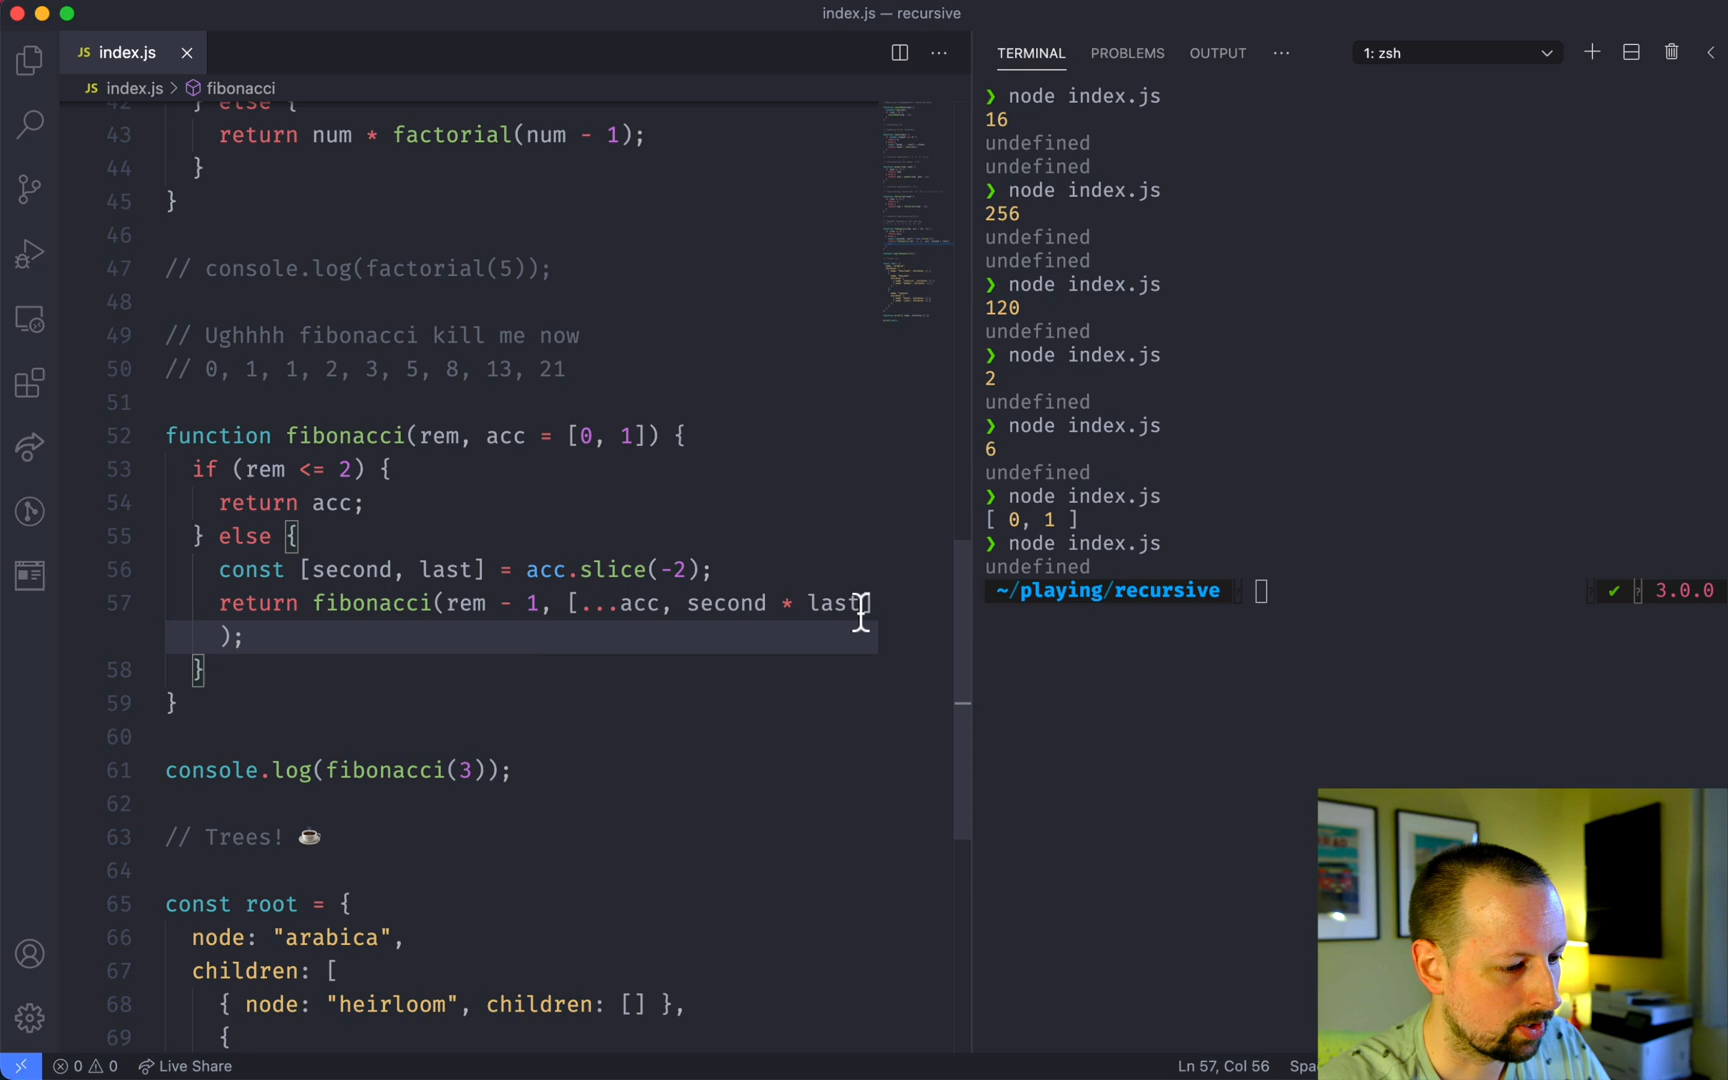 index.js — recursive
JS index.js
TERMINAL PROBLEMS OUTPUT ··· 1: zsh
JS index.js > fibonacci
42 } else {
43 return num * factorial(num - 1);
44 }
45 }
46
47 // console.log(factorial(5));
48
49 // Ughhhh fibonacci kill me now
50 // 0, 1, 1, 2, 3, 5, 8, 13, 21
51
52 function fibonacci(rem, acc = [0, 1]) {
53 if (rem <= 2) {
54 return acc;
55 } else {
56 const [second, last] = acc.slice(-2);
57 return fibonacci(rem - 1, [...acc, second * last]
);
58 }
59 }
60
61 console.log(fibonacci(3));
62
63 // Trees! ☕
64
65 const root = {
66 node: "arabica",
67 children: [
68 { node: "heirloom", children: [] },
69 {
❯ node index.js
16
undefined
undefined
❯ node index.js
256
undefined
undefined
❯ node index.js
120
undefined
❯ node index.js
2
undefined
❯ node index.js
6
undefined
❯ node index.js
[ 0, 1 ]
❯ node index.js
undefined
~/playing/recursive ✔ 3.0.0
0 0 Live Share Ln 57, Col 56